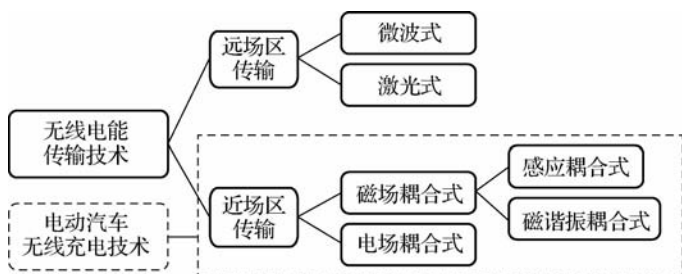 微波式
远场区
传输
激光式
无线电能
传输技术
感应耦合式
近场区
传输
磁场耦合式
磁谐振耦合式
电动汽车
无线充电技术
电场耦合式